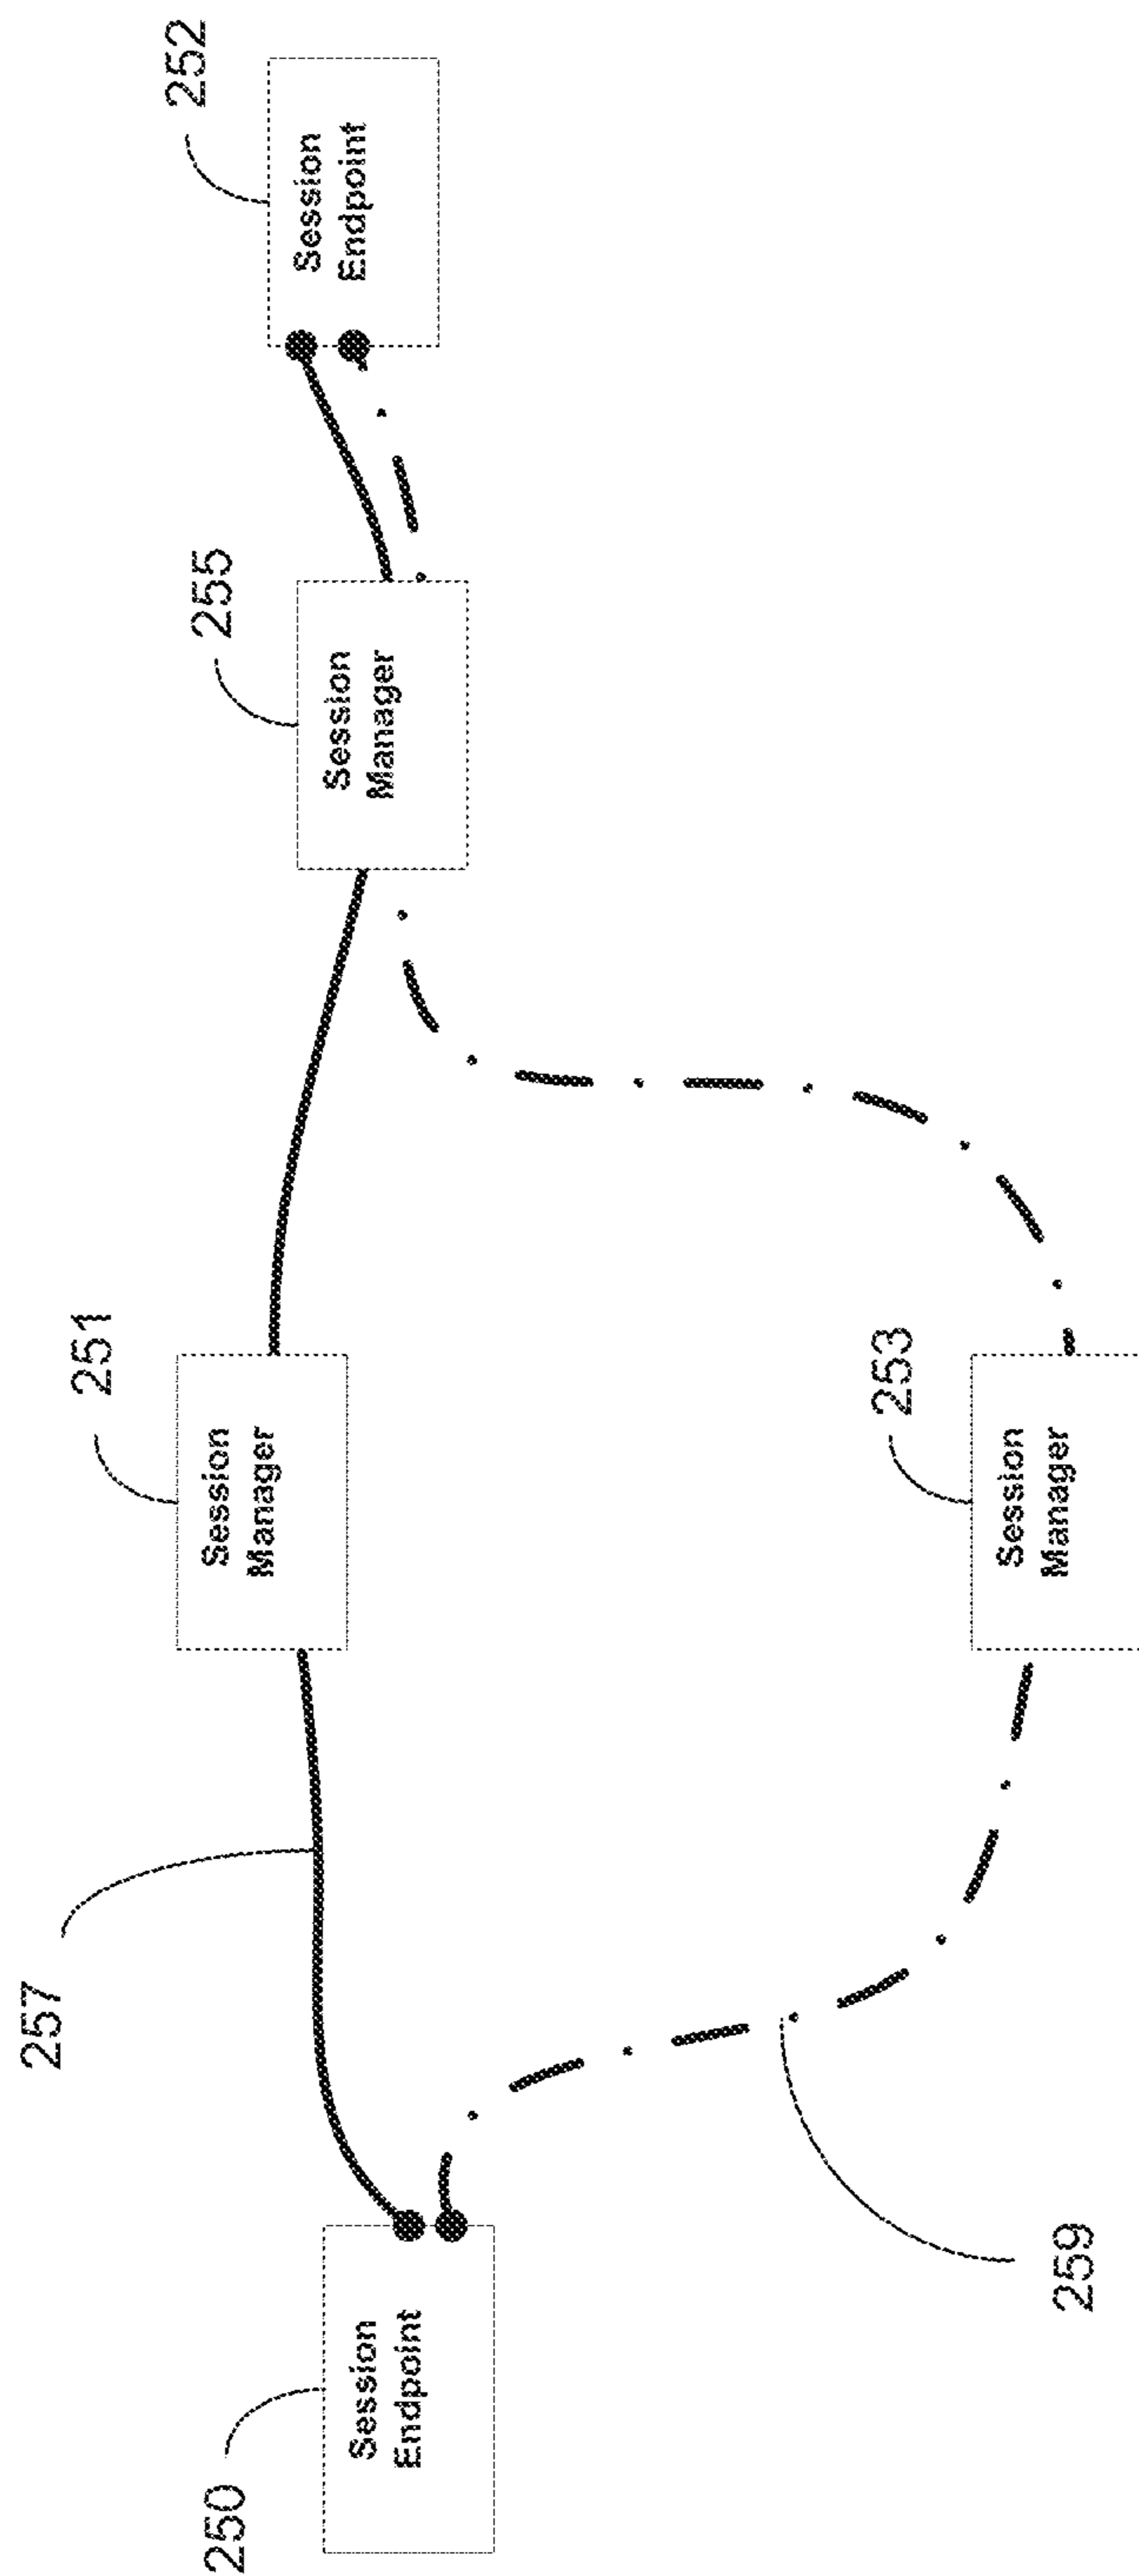 257
251
255
252
Session
Manager
Session
Manager
Session
Endpoint
250
Session
Endpoint
253
Session
Manager
259